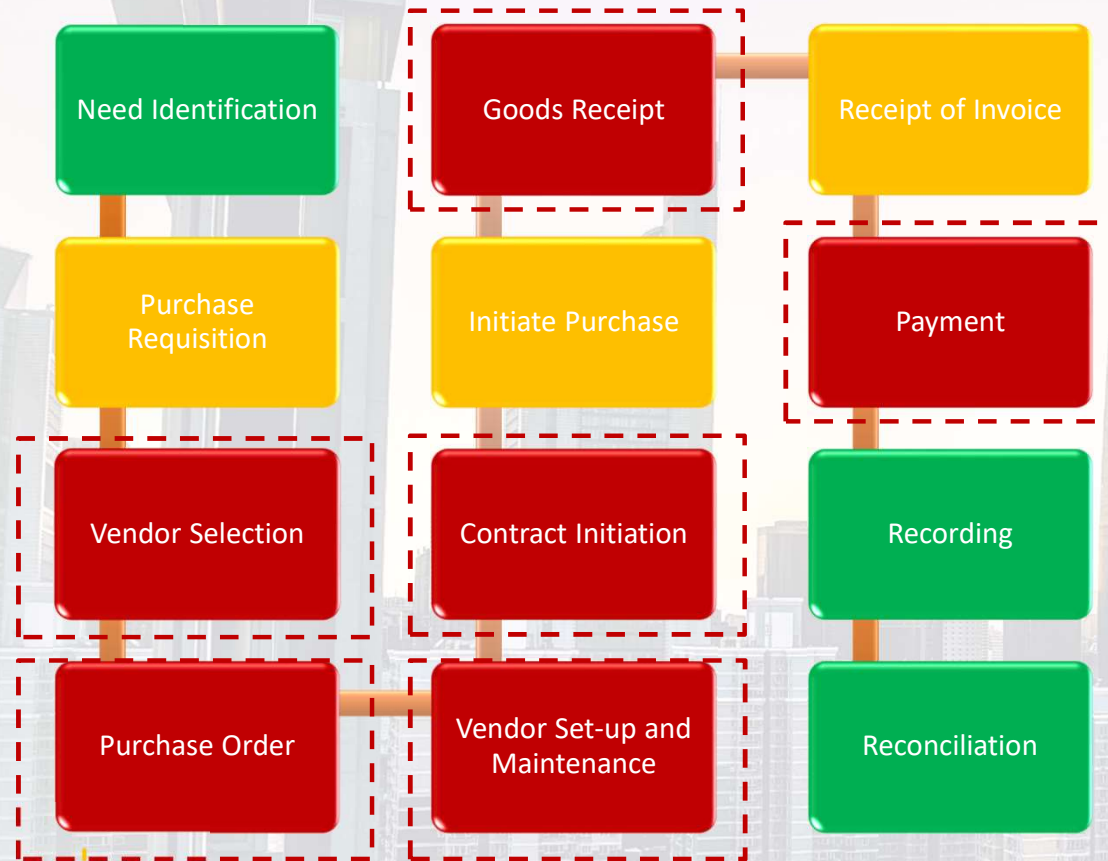 Need Identification
Purchase
Requisition
Vendor Selection
Purchase Order
Vendor Set-up and
Maintenance
Contract Initiation
Initiate Purchase
Goods Receipt
Receipt of Invoice
Payment
Recording
Reconciliation